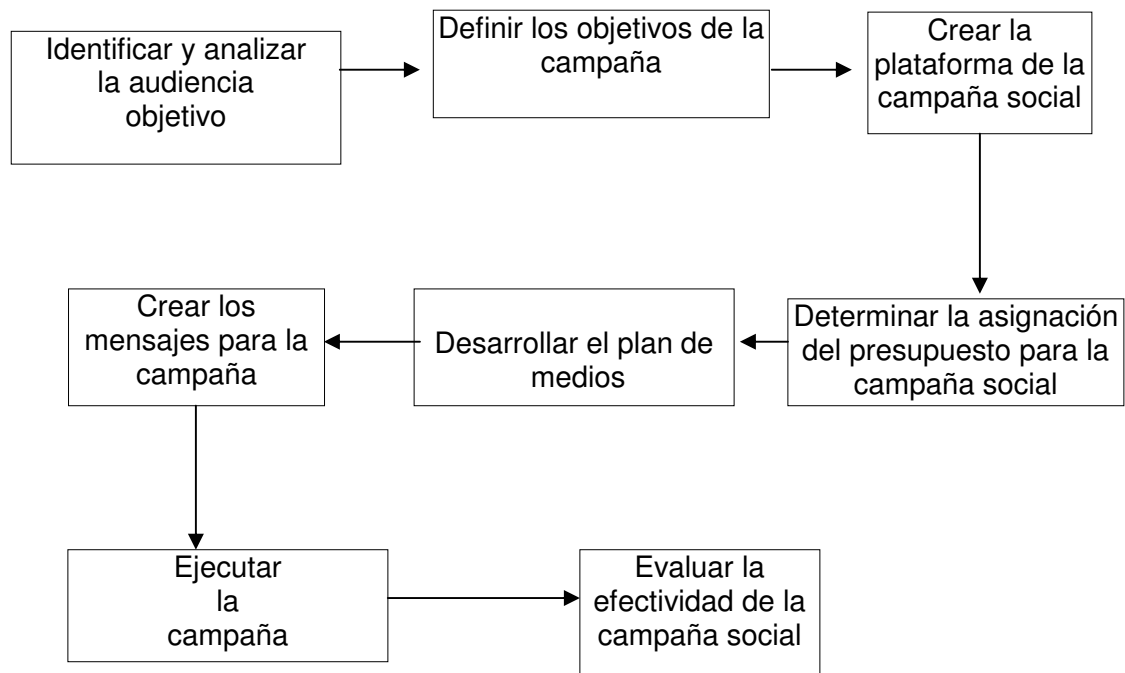 Identificar y analizar
la audiencia
objetivo
Definir los objetivos de la
campaña
Crear la
plataforma de la
campaña social
Determinar la asignación
del presupuesto para la
campaña social
Desarrollar el plan de
medios
Crear los
mensajes para la
campaña
Ejecutar
la
campaña
Evaluar la
efectividad de la
campaña social